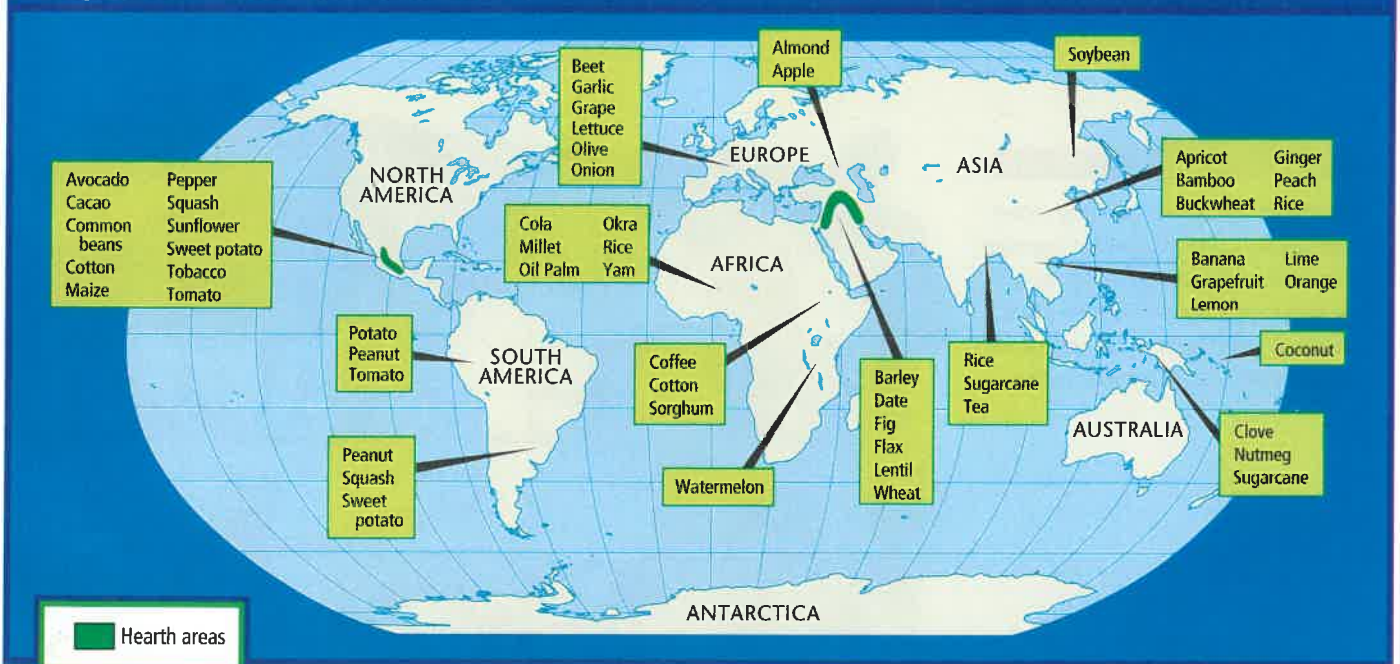 Beet
Garlic
Grape
Lettuce
Olive
Onion
Almond
Apple
Soybean
EUROPE
ASIA
NORTH
AMERICA
Avocado
Cacao
Common
beans
Cotton
Maize
Pepper
Squash
Sunflower
Sweet potato
Tobacco
Tomato
Apricot
Bamboo
Buckwheat
Ginger
Peach
Rice
Cola
Millet
Oil Palm
Okra
Rice
Yam
AFRICA
Banana
Grapefruit
Lemon
Lime
Orange
Potato
Peanut
Tomato
SOUTH
AMERICA
Coffee
Cotton
Sorghum
Barley
Date
Fig
Flax
Lentil
Wheat
Rice
Sugarcane
Tea
Coconut
AUSTRALIA
Clove
Nutmeg
Sugarcane
Peanut
Squash
Sweet
potato
Watermelon
ANTARCTICA
Hearth areas